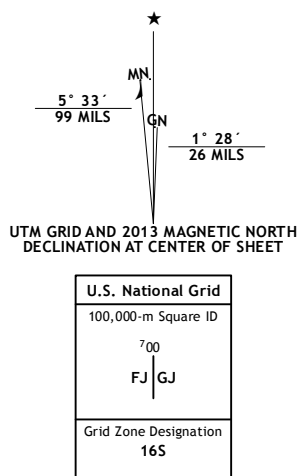 MN
5° 33´
99 MILS
GN
1° 28´
26 MILS
UTM GRID AND 2013 MAGNETIC NORTH
DECLINATION AT CENTER OF SHEET
U.S. National Grid
100,000-m Square ID
⁷00
FJ GJ
Grid Zone Designation
16S